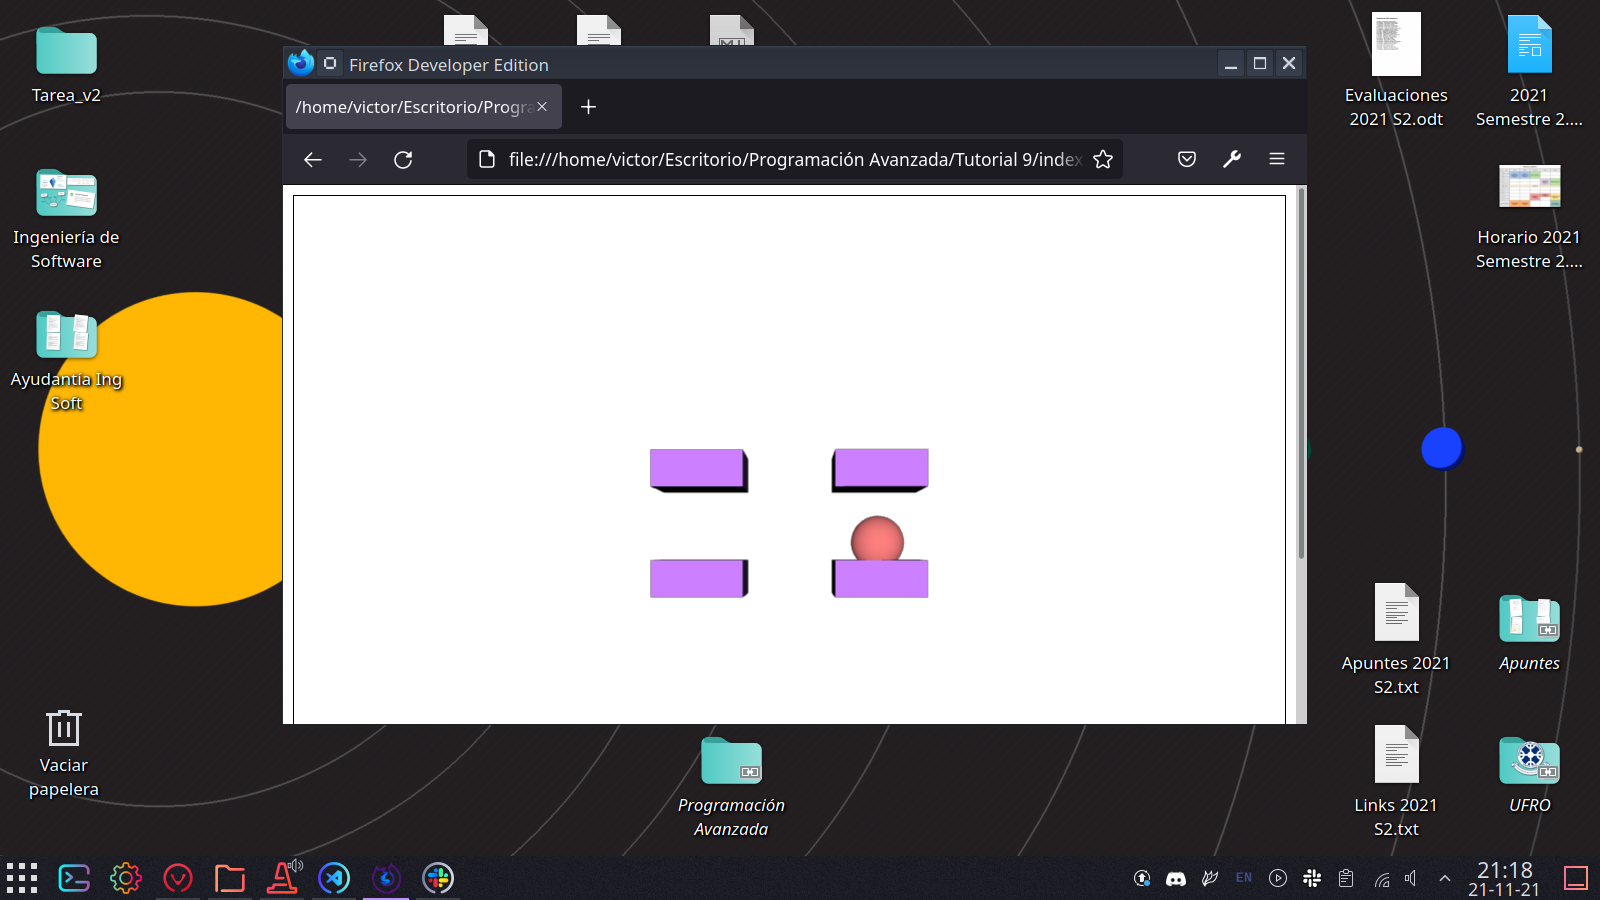 Firefox Developer Edition
/home/victor/Escritorio/Progra
file:///home/victor/Escritorio/Programación Avanzada/Tutorial 9/index
Tarea_v2
Ingeniería de
Software
Ayudantía Ing
Soft
Vaciar
papelera
Programación
Avanzada
Evaluaciones
2021 S2.odt
2021
Semestre 2....
Horario 2021
Semestre 2....
Apuntes 2021
S2.txt
Apuntes
Links 2021
S2.txt
UFRO
EN
21:18
21-11-21